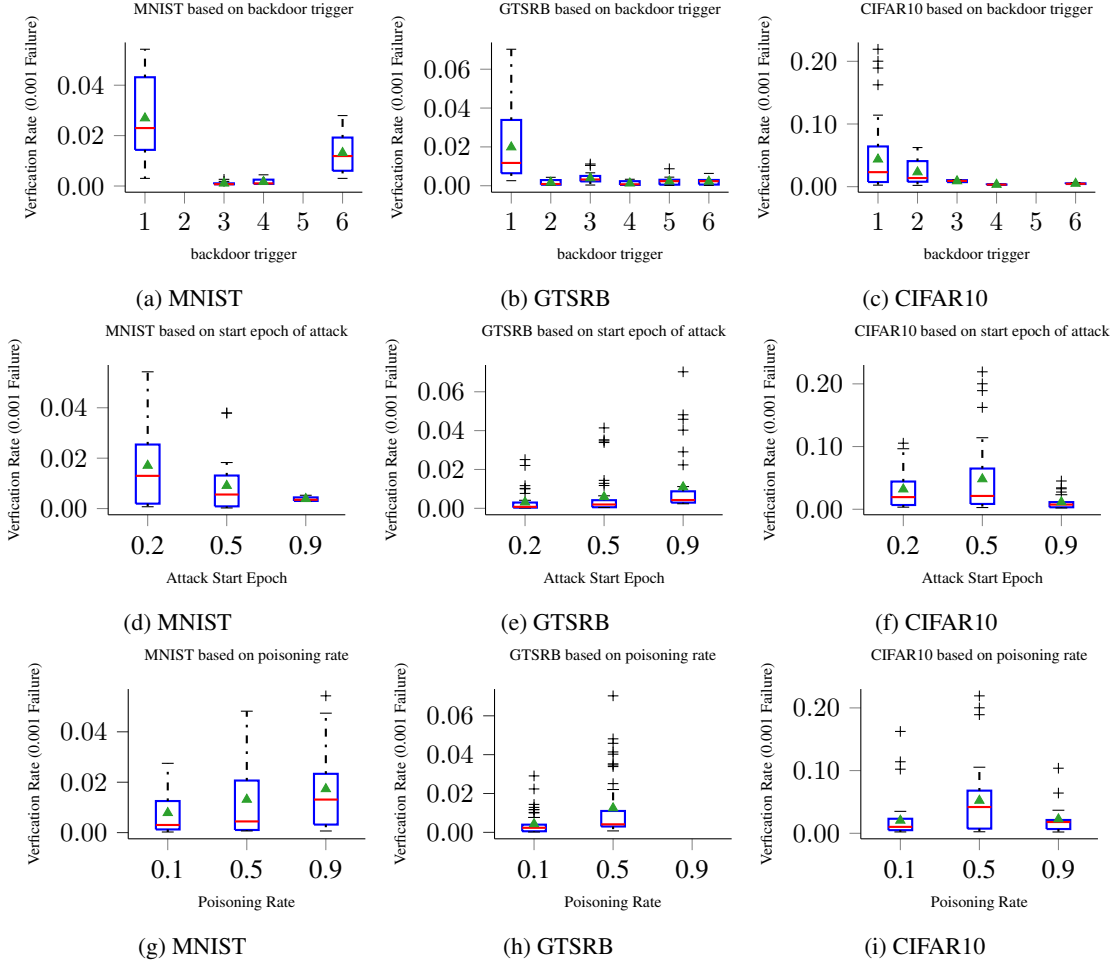 MNIST based on backdoor trigger
Verfication Rate (0.001 Failure)
0.04
0.02
0.00
1 2 3 4 5 6
backdoor trigger
(a) MNIST
GTSRB based on backdoor trigger
Verfication Rate (0.001 Failure)
0.06
0.04
0.02
0.00
1 2 3 4 5 6
backdoor trigger
(b) GTSRB
CIFAR10 based on backdoor trigger
Verfication Rate (0.001 Failure)
0.20
0.10
0.00
1 2 3 4 5 6
backdoor trigger
(c) CIFAR10
MNIST based on start epoch of attack
Verfication Rate (0.001 Failure)
0.04
0.02
0.00
0.2 0.5 0.9
Attack Start Epoch
(d) MNIST
GTSRB based on start epoch of attack
Verfication Rate (0.001 Failure)
0.06
0.04
0.02
0.00
0.2 0.5 0.9
Attack Start Epoch
(e) GTSRB
CIFAR10 based on start epoch of attack
Verfication Rate (0.001 Failure)
0.20
0.10
0.00
0.2 0.5 0.9
Attack Start Epoch
(f) CIFAR10
MNIST based on poisoning rate
Verfication Rate (0.001 Failure)
0.04
0.02
0.00
0.1 0.5 0.9
Poisoning Rate
(g) MNIST
GTSRB based on poisoning rate
Verfication Rate (0.001 Failure)
0.06
0.04
0.02
0.00
0.1 0.5 0.9
Poisoning Rate
(h) GTSRB
CIFAR10 based on poisoning rate
Verfication Rate (0.001 Failure)
0.20
0.10
0.00
0.1 0.5 0.9
Poisoning Rate
(i) CIFAR10